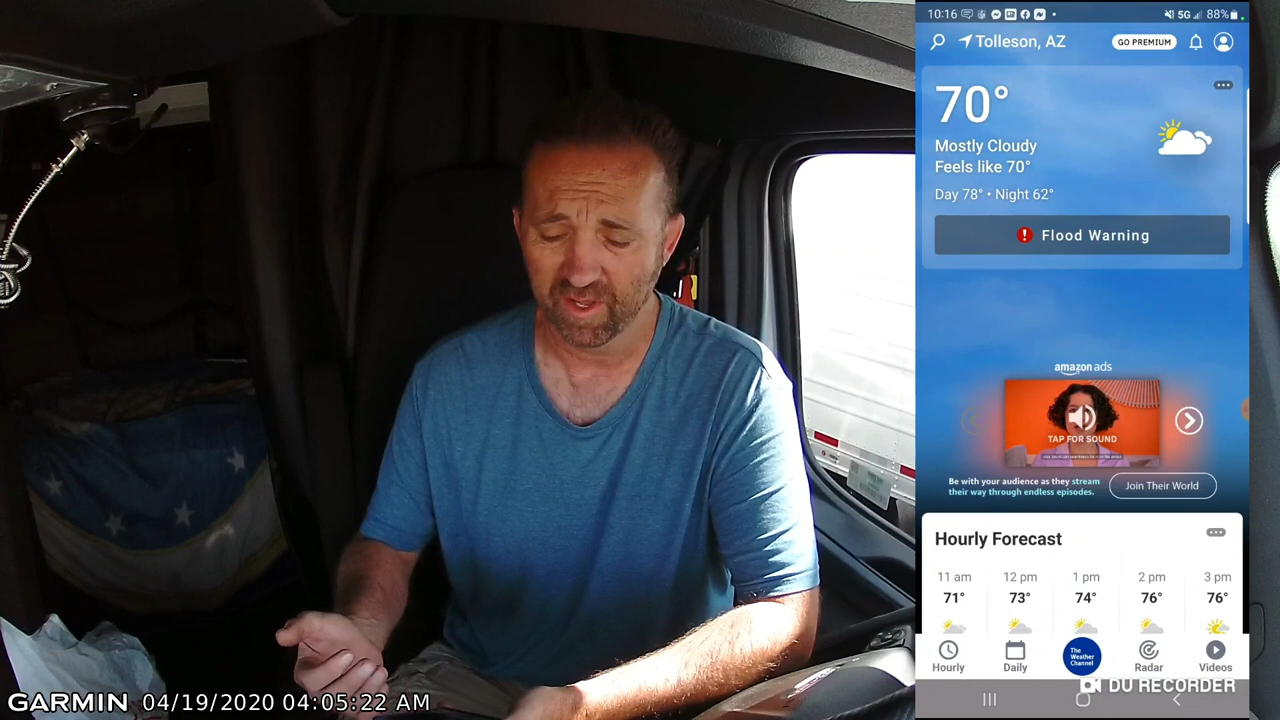 10:16 5G 88%
Tolleson, AZ GO PREMIUM
70°
Mostly Cloudy
Feels like 70°
Day 78° • Night 62°
Flood Warning
amazon ads
TAP FOR SOUND
Be with your audience as they stream
their way through endless episodes.
Join Their World
Hourly Forecast
11 am 12 pm 1 pm 2 pm 3 pm
71° 73° 74° 76° 76°
The
Weather
Channel
Hourly Daily Radar Videos
DU RECORDER
GARMIN 04/19/2020 04:05:22 AM